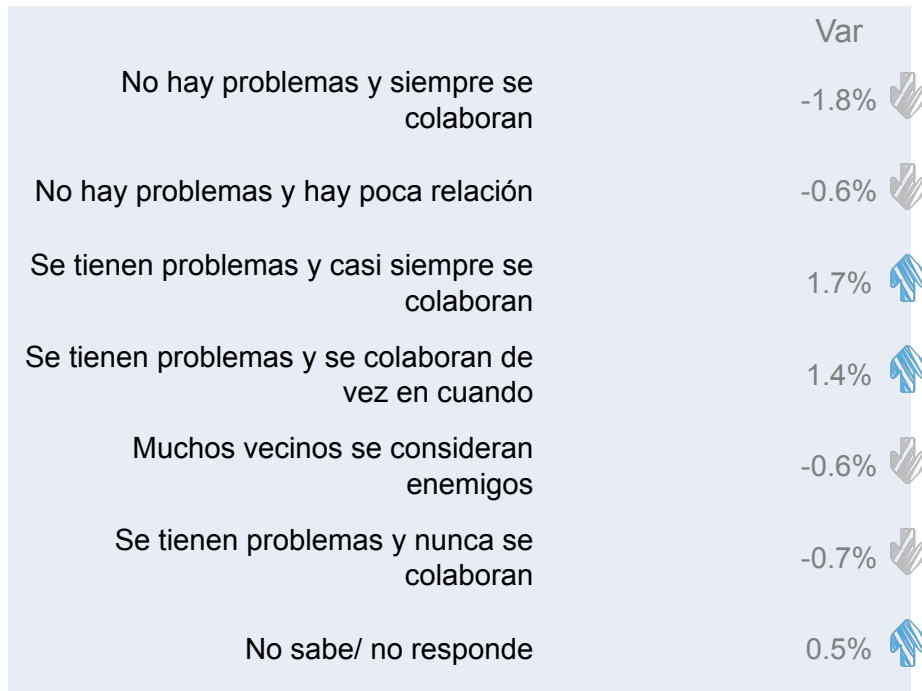 Var
No hay problemas y siempre se
colaboran
-1.8%
No hay problemas y hay poca relación
-0.6%
Se tienen problemas y casi siempre se
colaboran
1.7%
Se tienen problemas y se colaboran de
vez en cuando
1.4%
Muchos vecinos se consideran
enemigos
-0.6%
Se tienen problemas y nunca se
colaboran
-0.7%
No sabe/ no responde
0.5%